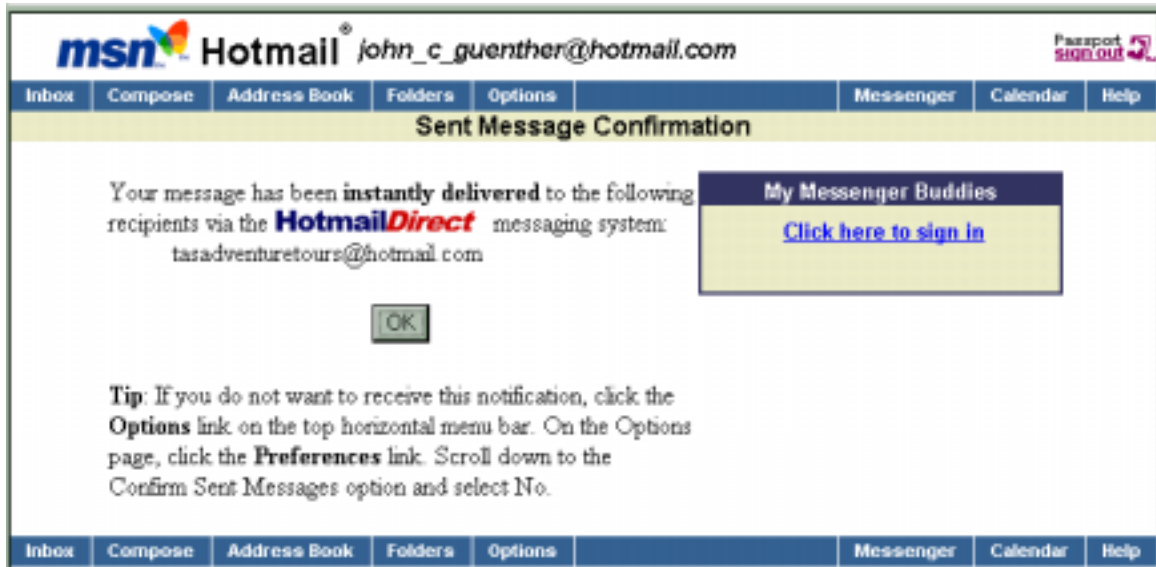 msn Hotmail® john_c_guenther@hotmail.com Passport
sign out
Inbox Compose Address Book Folders Options Messenger Calendar Help
Sent Message Confirmation
Your message has been instantly delivered to the following
recipients via the HotmailDirect messaging system:
tasadventuretours@hotmail.com
My Messenger Buddies
Click here to sign in
OK
Tip: If you do not want to receive this notification, click the
Options link on the top horizontal menu bar. On the Options
page, click the Preferences link. Scroll down to the
Confirm Sent Messages option and select No.
Inbox Compose Address Book Folders Options Messenger Calendar Help